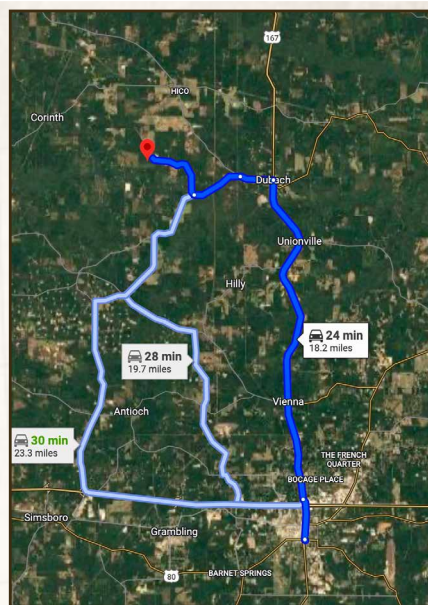 167
HICO
Corinth
Dubach
Unionville
Hilly
24 min
18.2 miles
28 min
19.7 miles
Vienna
Antioch
30 min
23.3 miles
THE FRENCH
QUARTER
BOCAGE PLACE
Simsboro
Grambling
80
BARNET SPRINGS